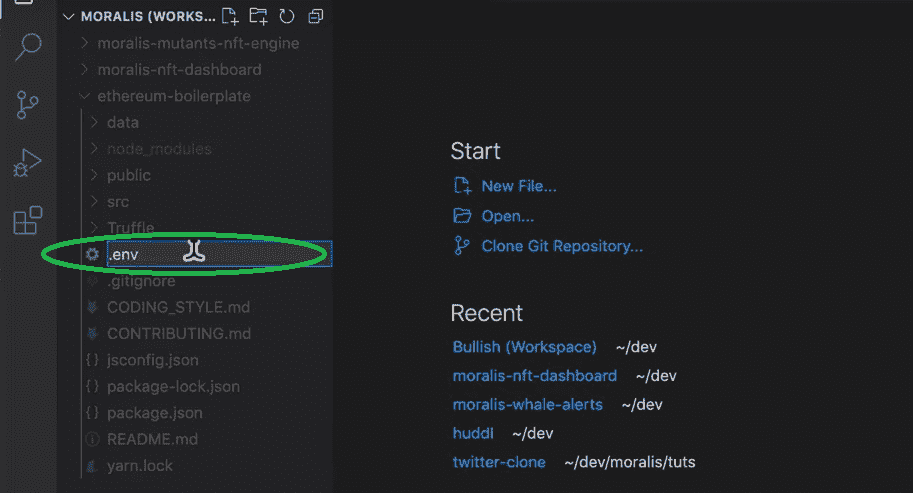 MORALIS (WORKS...
moralis-mutants-nft-engine
moralis-nft-dashboard
ethereum-boilerplate
data
node_modules
public
src
Truffle
.env
.gitignore
CODING_STYLE.md
CONTRIBUTING.md
jsconfig.json
package-lock.json
package.json
README.md
yarn.lock
Start
New File...
Open...
Clone Git Repository...
Recent
Bullish (Workspace) ~/dev
moralis-nft-dashboard ~/dev
moralis-whale-alerts ~/dev
huddl ~/dev
twitter-clone ~/dev/moralis/tuts